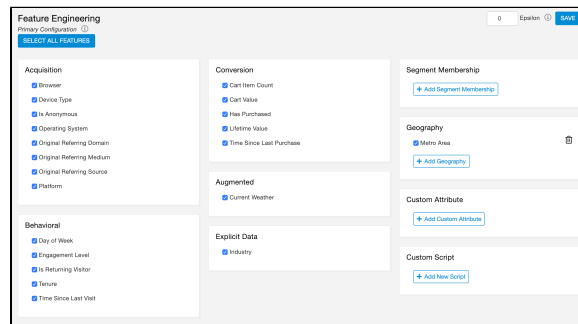 Feature Engineering
Primary Configuration
SELECT ALL FEATURES
0 Epsilon SAVE
Acquisition
Browser
Device Type
Is Anonymous
Operating System
Original Referring Domain
Original Referring Medium
Original Referring Source
Platform
Behavioral
Day of Week
Engagement Level
Is Returning Visitor
Tenure
Time Since Last Visit
Conversion
Cart Item Count
Cart Value
Has Purchased
Lifetime Value
Time Since Last Purchase
Augmented
Current Weather
Explicit Data
Industry
Segment Membership
+ Add Segment Membership
Geography
Metro Area
+ Add Geography
Custom Attribute
+ Add Custom Attribute
Custom Script
+ Add New Script